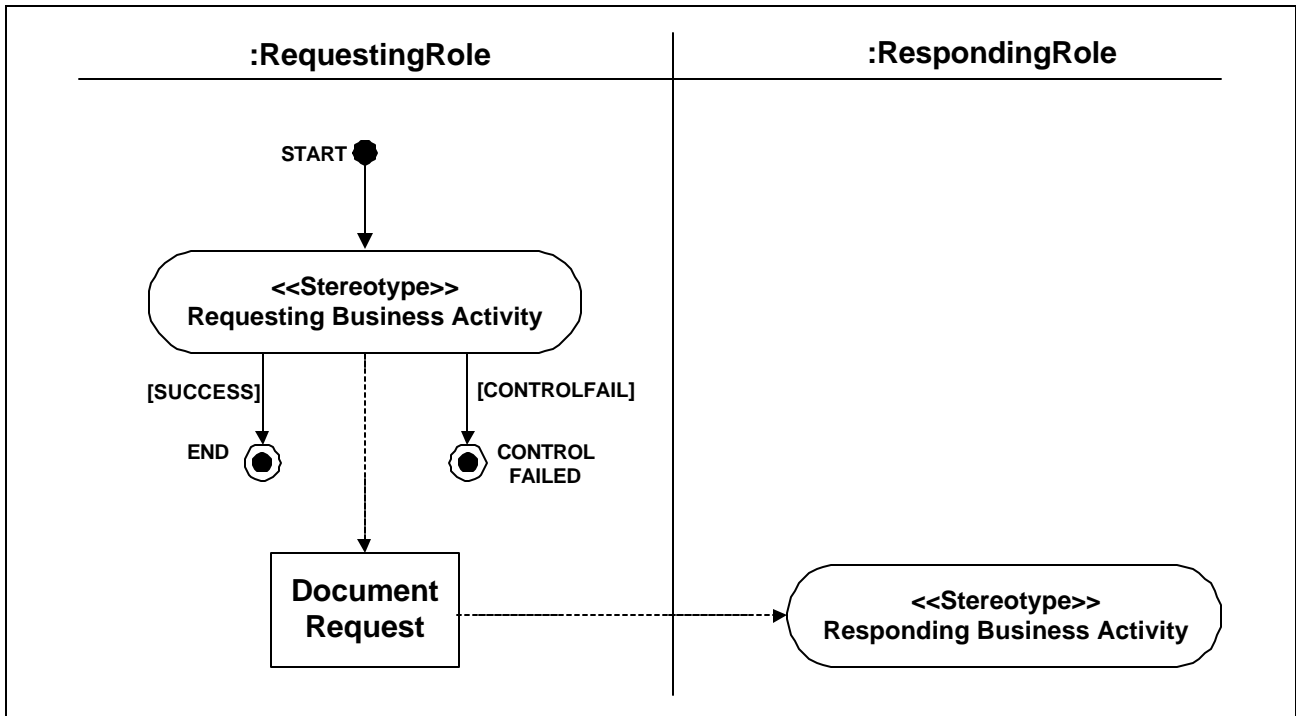 :RequestingRole
:RespondingRole
START
<<Stereotype>>
Requesting Business Activity
[SUCCESS]
[CONTROLFAIL]
END
CONTROL
FAILED
Document
Request
<<Stereotype>>
Responding Business Activity